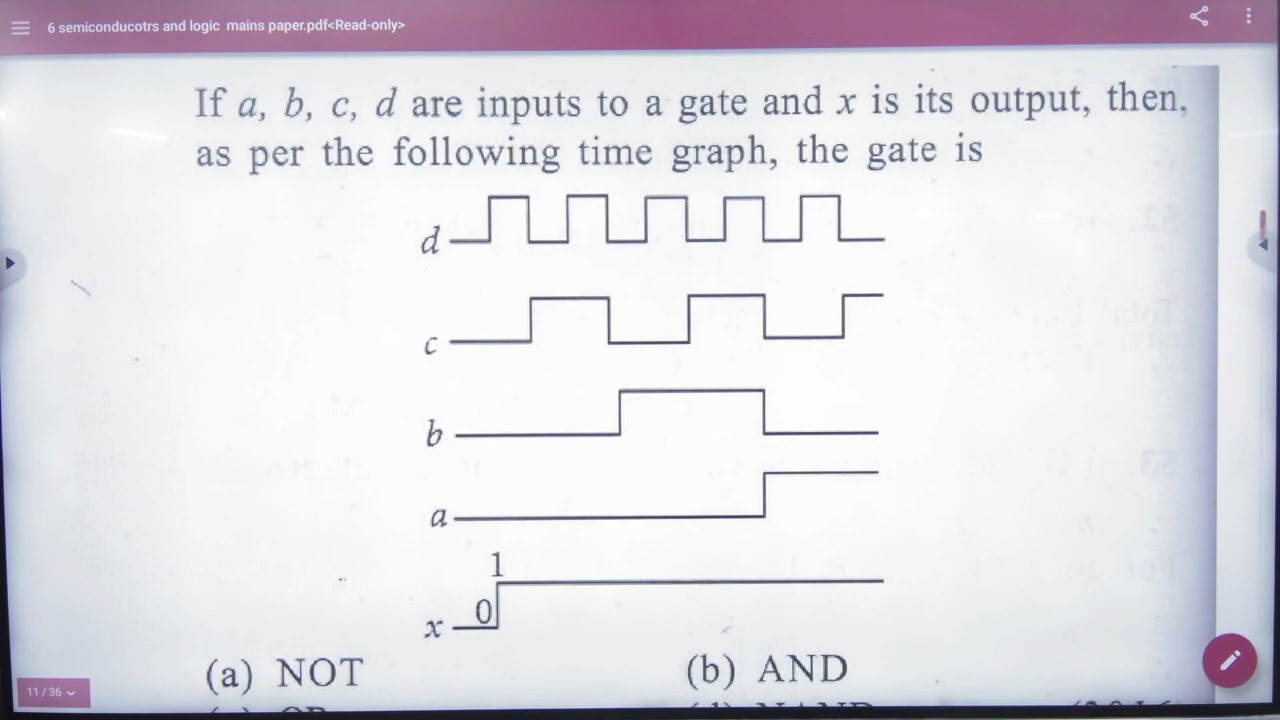 6 semiconducotrs and logic mains paper.pdf<Read-only>
If a, b, c, d are inputs to a gate and x is its output, then,
as per the following time graph, the gate is
d
c
b
a
1
0
x
(a) NOT
(b) AND
11 / 36